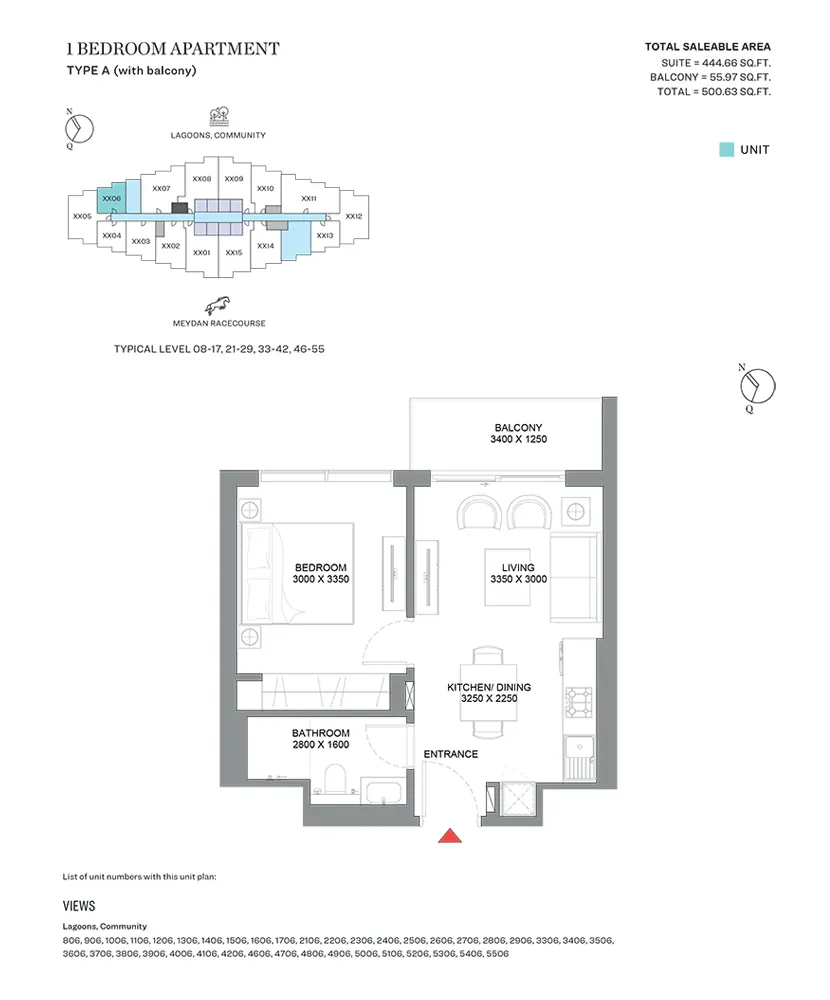 1 BEDROOM APARTMENT
TYPE A (with balcony)
TOTAL SALEABLE AREA
SUITE = 444.66 SQ.FT.
BALCONY = 55.97 SQ.FT.
TOTAL = 500.63 SQ.FT.
N
Q
LAGOONS, COMMUNITY
UNIT
XX08
XX09
XX07
XX10
XX06
XX11
XX05
XX12
XX04
XX03
XX02
XX01
XX15
XX14
XX13
MEYDAN RACECOURSE
TYPICAL LEVEL 08-17, 21-29, 33-42, 46-55
N
Q
BALCONY
3400 X 1250
BEDROOM
3000 X 3350
LIVING
3350 X 3000
KITCHEN/ DINING
3250 X 2250
BATHROOM
2800 X 1600
ENTRANCE
List of unit numbers with this unit plan:
VIEWS
Lagoons, Community
806, 906, 1006, 1106, 1206, 1306, 1406, 1506, 1606, 1706, 2106, 2206, 2306, 2406, 2506, 2606, 2706, 2806, 2906, 3306, 3406, 3506,
3606, 3706, 3806, 3906, 4006, 4106, 4206, 4606, 4706, 4806, 4906, 5006, 5106, 5206, 5306, 5406, 5506